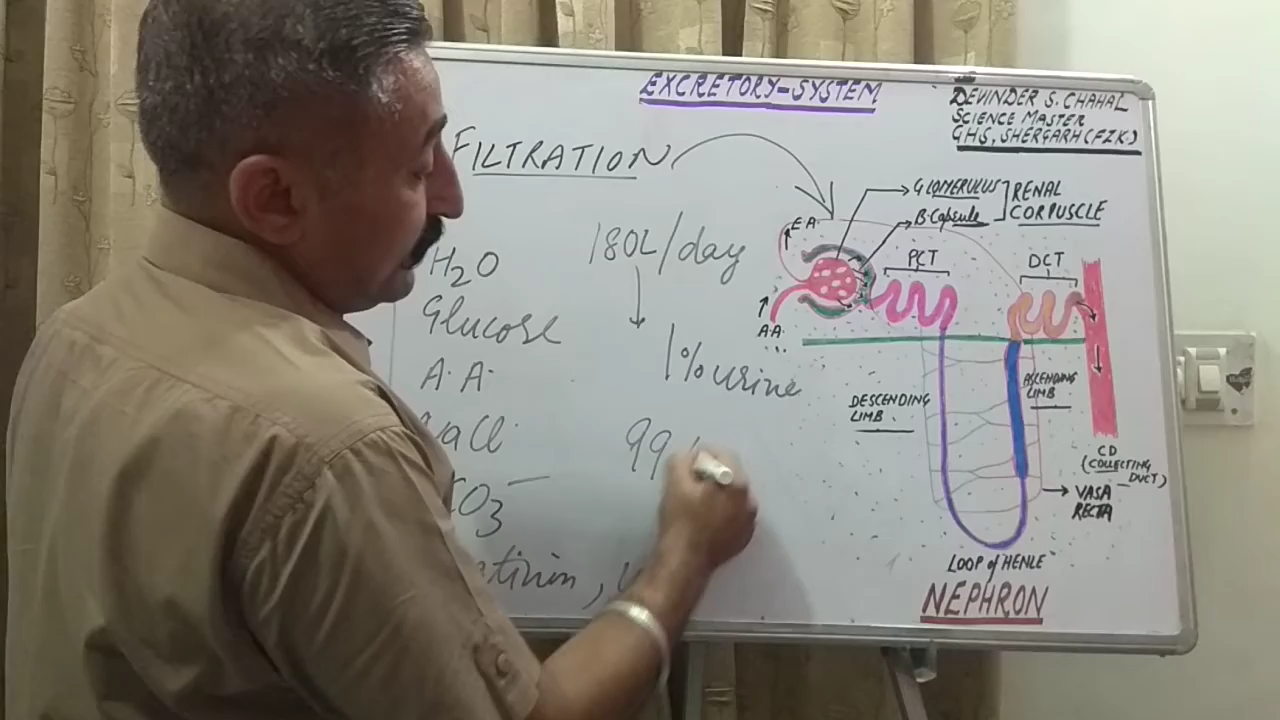 EXCRETORY-SYSTEM
DEVINDER S. CHAHAL
SCIENCE MASTER
GHS, SHERGARH (FZK)
FILTRATION
H2O
Glucose
A.A.
180L/day
1% urine
99
GLOMERULUS
B.Capsule
RENAL
CORPUSCLE
E.A.
A.A.
PCT
DCT
DESCENDING
LIMB
ASCENDING
LIMB
CD
(COLLECTING
DUCT)
VASA
RECTA
LOOP of HENLE
NEPHRON